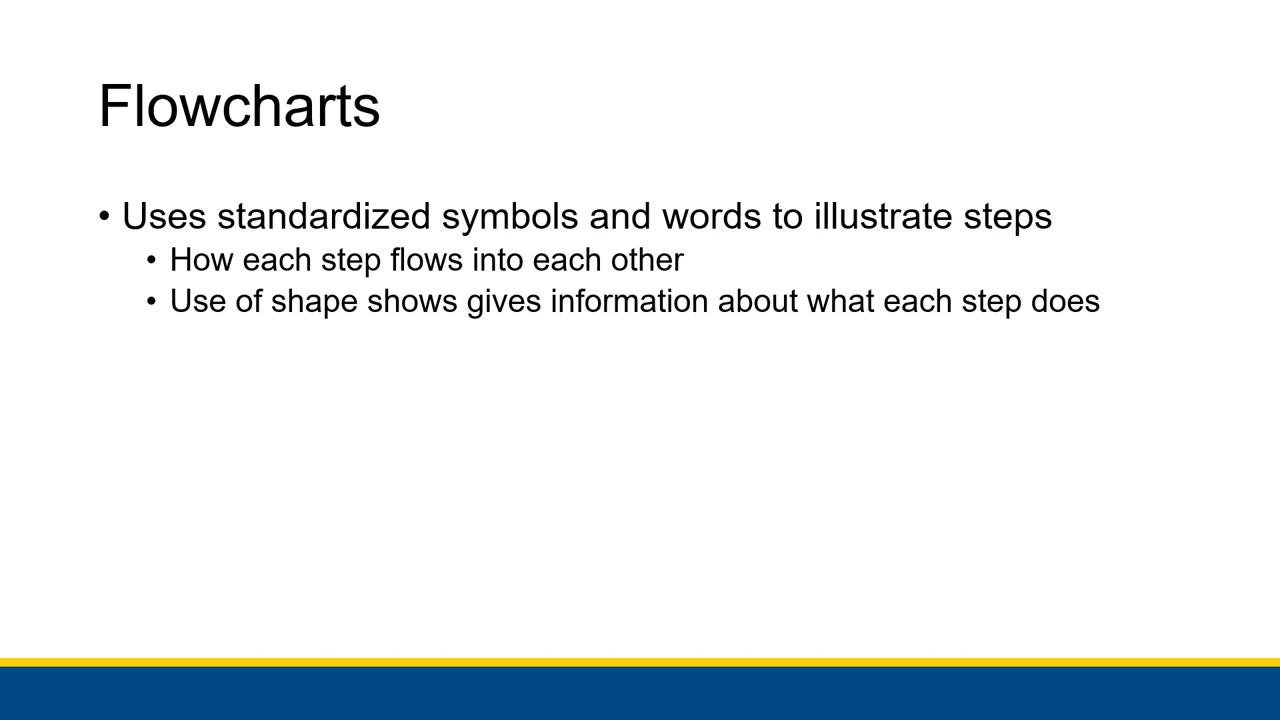 Flowcharts
• Uses standardized symbols and words to illustrate steps
• How each step flows into each other
• Use of shape shows gives information about what each step does